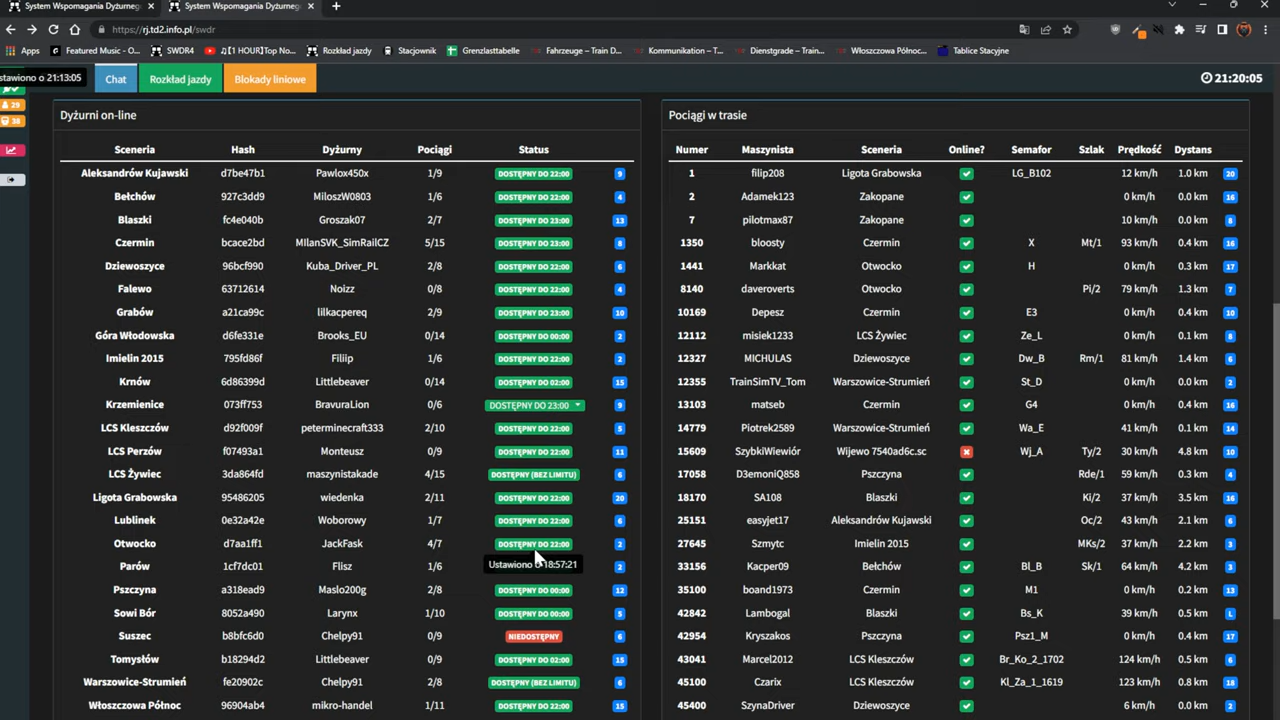 System Wspomagania Dyżurneg
System Wspomagania Dyżurneg
https://rj.td2.info.pl/swdr
Apps
Featured Music - O...
SWDR4
[1 HOUR]Top No...
Rozkład jazdy
Stacjownik
Grenzlasttabelle
Fahrzeuge – Train D...
Kommunikation – T...
Dienstgrade – Train...
Włoszczowa Północ...
Tablice Stacyjne
stawiono o 21:13:05
Chat
Rozkład jazdy
Blokady liniowe
21:20:05
29
38
Dyżurni on-line
Sceneria Hash Dyżurny Pociągi Status
Aleksandrów Kujawski d7be47b1 Pawlox450x 1/9 DOSTĘPNY DO 22:00 9
Bełchów 927c3dd9 MiloszW0803 1/6 DOSTĘPNY DO 22:00 4
Blaszki fc4e040b Groszak07 2/7 DOSTĘPNY DO 23:00 13
Czermin bcace2bd MIlanSVK_SimRailCZ 5/15 DOSTĘPNY DO 23:00 8
Dziewoszyce 96bcf990 Kuba_Driver_PL 2/8 DOSTĘPNY DO 23:00 6
Falewo 63712614 Noizz 0/8 DOSTĘPNY DO 22:00 4
Grabów a21ca99c lilkacpereq 2/9 DOSTĘPNY DO 23:00 10
Góra Włodowska d6fe331e Brooks_EU 0/14 DOSTĘPNY DO 00:00 2
Imielin 2015 795fd86f Filiip 1/6 DOSTĘPNY DO 22:00 2
Krnów 6d86399d Littlebeaver 0/14 DOSTĘPNY DO 02:00 15
Krzemienice 073ff753 BravuraLion 0/6 DOSTĘPNY DO 23:00 9
LCS Kleszczów d92f009f peterminecraft333 2/10 DOSTĘPNY DO 22:00 5
LCS Perzów f07493a1 Monteusz 0/9 DOSTĘPNY DO 22:00 11
LCS Żywiec 3da864fd maszynistakade 4/15 DOSTĘPNY (BEZ LIMITU) 6
Ligota Grabowska 95486205 wiedenka 2/11 DOSTĘPNY DO 22:00 20
Lublinek 0e32a42e Woborowy 1/7 DOSTĘPNY DO 22:00 6
Otwocko d7aa1ff1 JackFask 4/7 DOSTĘPNY DO 22:00 2
Parów 1cf7dc01 Flisz 1/6 2
Ustawiono o 18:57:21
Pszczyna a318ead9 Maslo200g 2/8 DOSTĘPNY DO 00:00 12
Sowi Bór 8052a490 Larynx 1/10 DOSTĘPNY DO 00:00 5
Suszec b8bfc6d0 Chelpy91 0/9 NIEDOSTĘPNY 6
Tomysłów b18294d2 Littlebeaver 0/9 DOSTĘPNY DO 02:00 15
Warszowice-Strumień fe20902c Chelpy91 2/8 DOSTĘPNY (BEZ LIMITU) 6
Włoszczowa Północ 96904ab4 mikro-handel 1/11 DOSTĘPNY DO 22:00 15
Pociągi w trasie
Numer Maszynista Sceneria Online? Semafor Szlak Prędkość Dystans
1 filip208 Ligota Grabowska LG_B102 12 km/h 1.0 km 20
2 Adamek123 Zakopane 0 km/h 0.0 km 16
7 pilotmax87 Zakopane 10 km/h 0.0 km 8
1350 bloosty Czermin X Mt/1 93 km/h 0.4 km 16
1441 Markkat Otwocko H 0 km/h 0.3 km 17
8140 daveroverts Otwocko Pi/2 79 km/h 1.3 km 7
10169 Depesz Czermin E3 0 km/h 0.4 km 10
12112 misiek1233 LCS Żywiec Ze_L 0 km/h 0.1 km 8
12327 MICHULAS Dziewoszyce Dw_B Rm/1 81 km/h 1.4 km 6
12355 TrainSimTV_Tom Warszowice-Strumień St_D 0 km/h 0.0 km 2
13103 matseb Czermin G4 0 km/h 0.4 km 16
14779 Piotrek2589 Warszowice-Strumień Wa_E 41 km/h 0.1 km 14
15609 SzybkiWiewiór Wijewo 7540ad6c.sc Wj_A Ty/2 30 km/h 4.8 km 10
17058 D3emoniQ858 Pszczyna Rde/1 59 km/h 0.3 km 4
18170 SA108 Blaszki Ki/2 37 km/h 3.5 km 16
25151 easyjet17 Aleksandrów Kujawski Oc/2 43 km/h 2.1 km 6
27645 Szmytc Imielin 2015 MKs/2 37 km/h 2.2 km 3
33156 Kacper09 Bełchów Bl_B Sk/1 64 km/h 4.2 km 3
35100 board1973 Czermin M1 0 km/h 0.2 km 13
42842 Lambogal Blaszki Bs_K 39 km/h 0.5 km L
42954 Kryszakos Pszczyna Psz1_M 0 km/h 0.4 km 17
43041 Marcel2012 LCS Kleszczów Br_Ko_2_1702 124 km/h 0.5 km 6
45100 Czarix LCS Kleszczów Kl_Za_1_1619 123 km/h 0.8 km 18
45400 SzynaDriver Otwocko 0 km/h 0.0 km 2